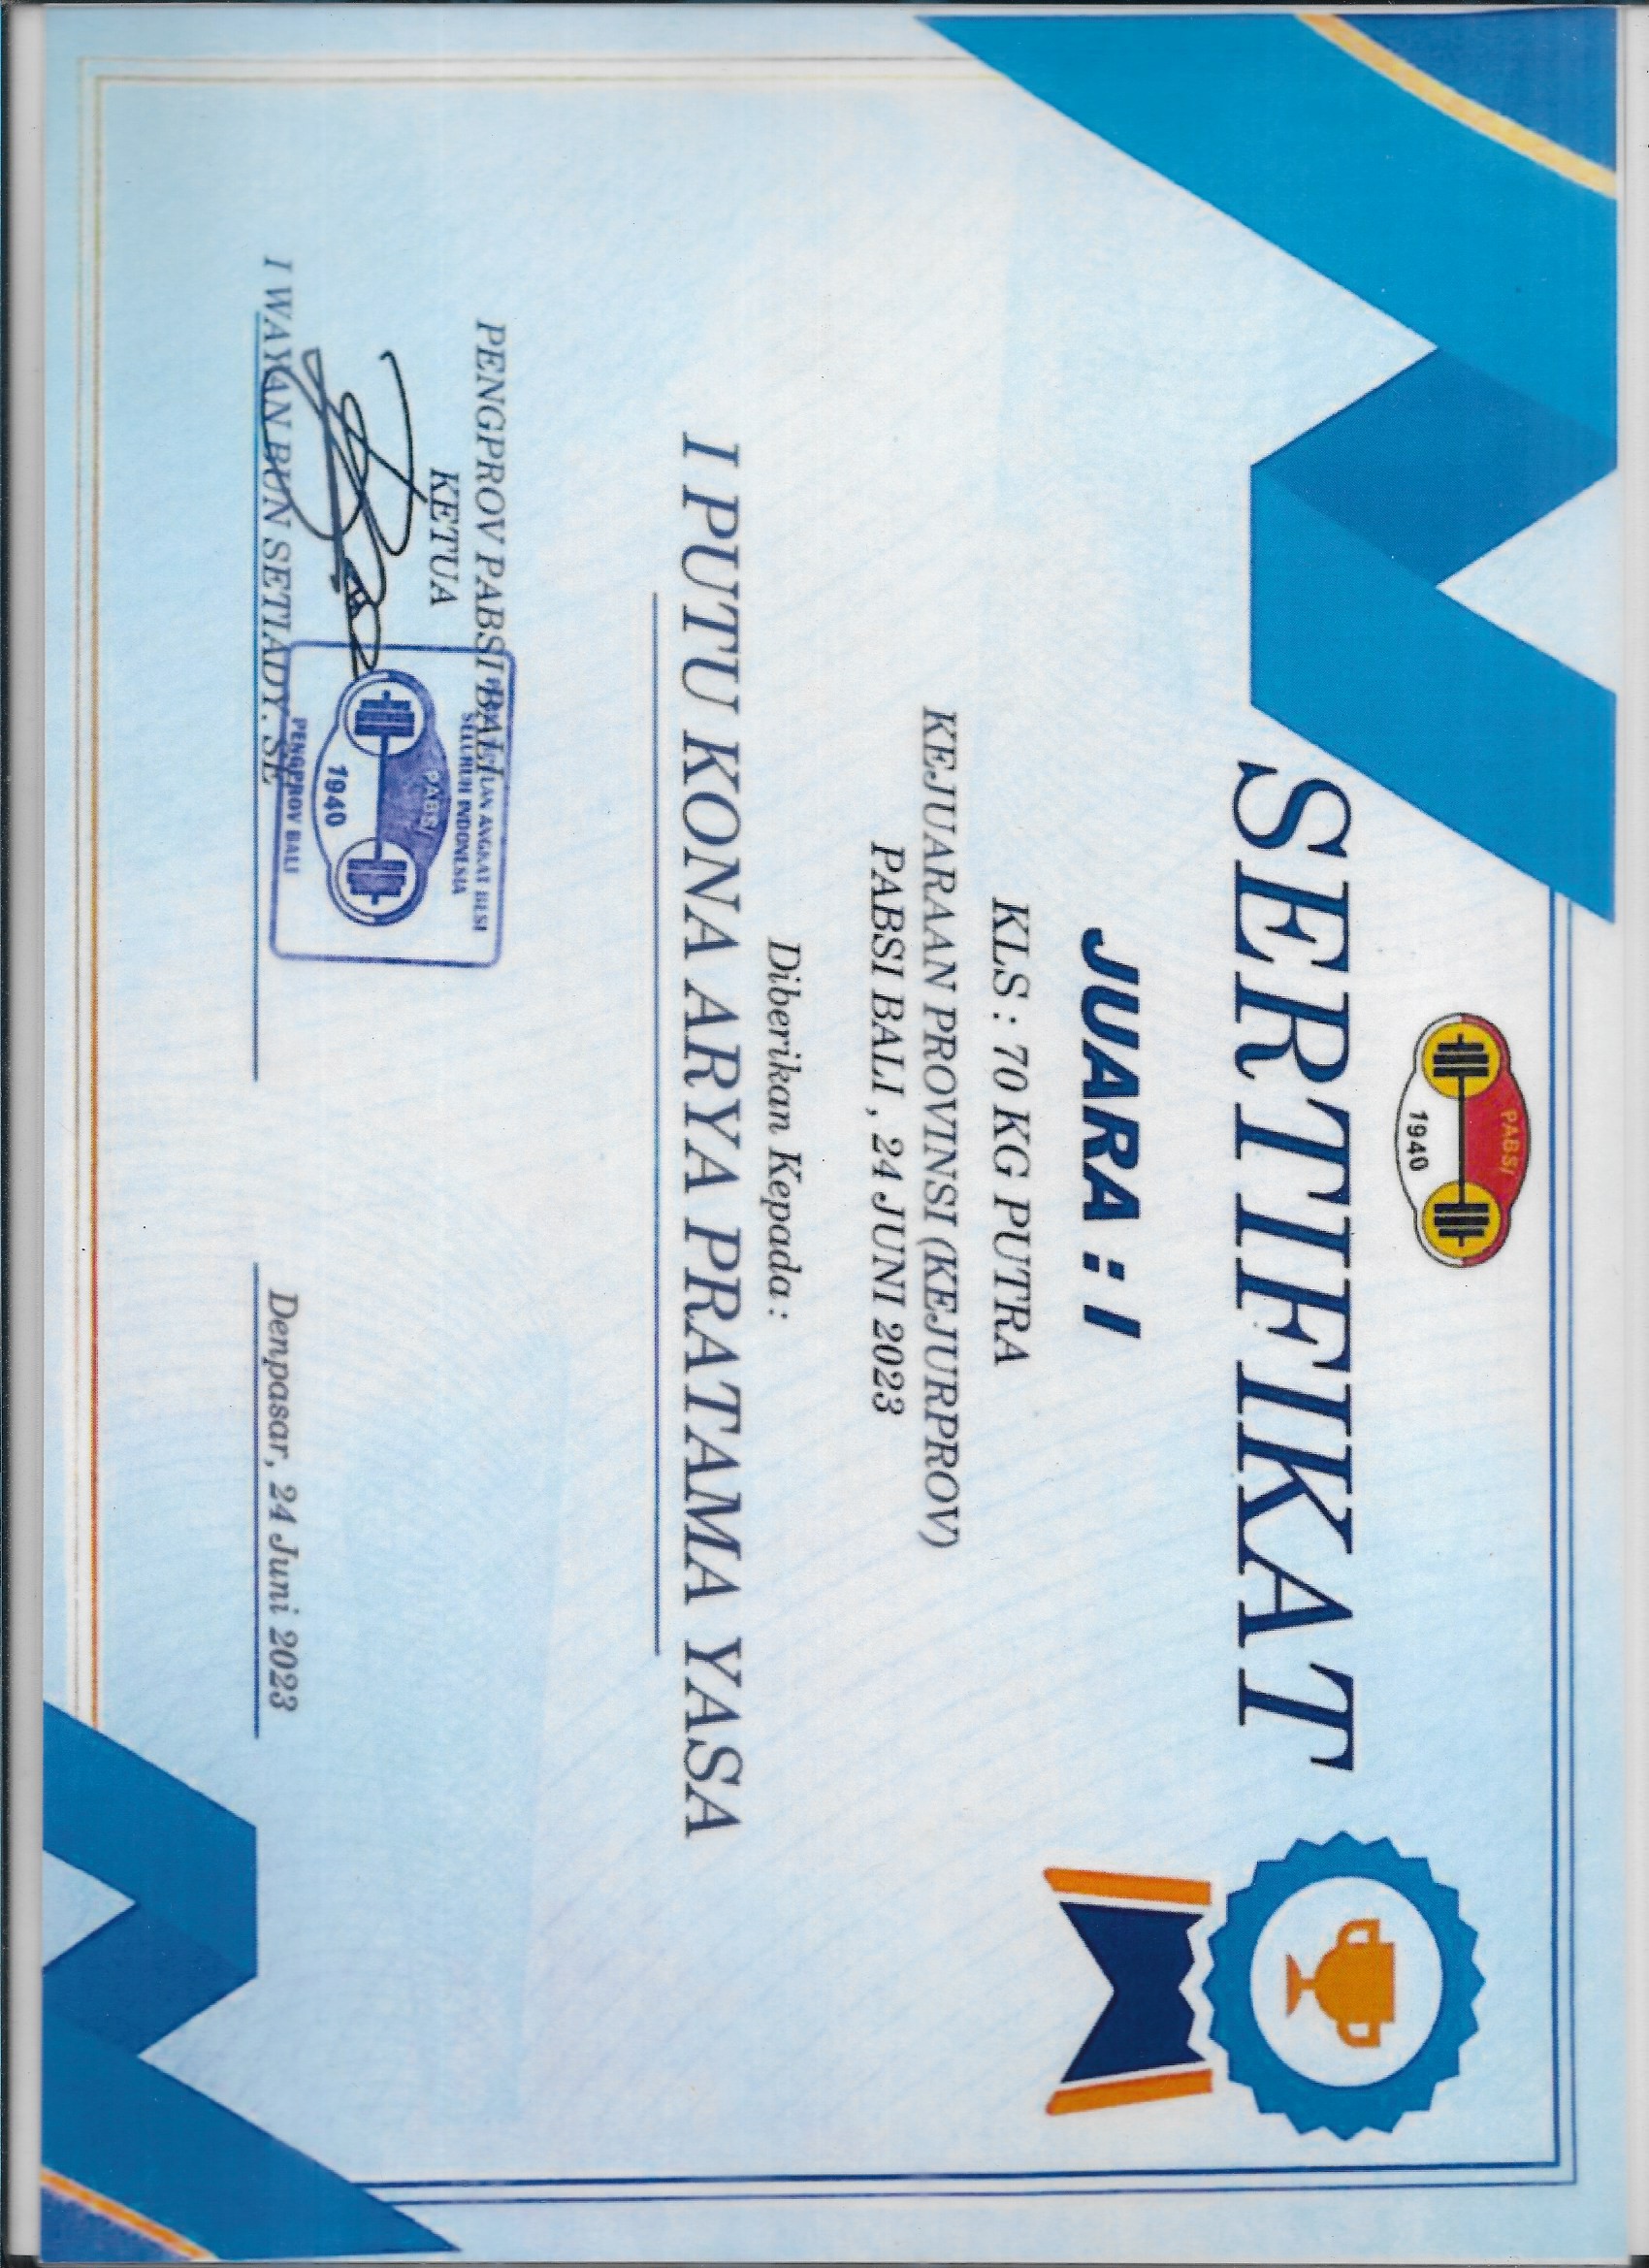 PABSI
1940
SERTIFIKAT
JUARA : I
KLS : 70 KG PUTRA
KEJUARAAN PROVINSI (KEJURPROV)
PABSI BALI , 24 JUNI 2023
Diberikan Kepada :
I PUTU KONA ARYA PRATAMA YASA
PENGPROV PABSI BALI
KETUA
ANGKAT BESI
SELURUH INDONESIA
PABSI
1940
PENGPROV BALI
I WAYAN BUN SETIADY. SE
Denpasar, 24 Juni 2023